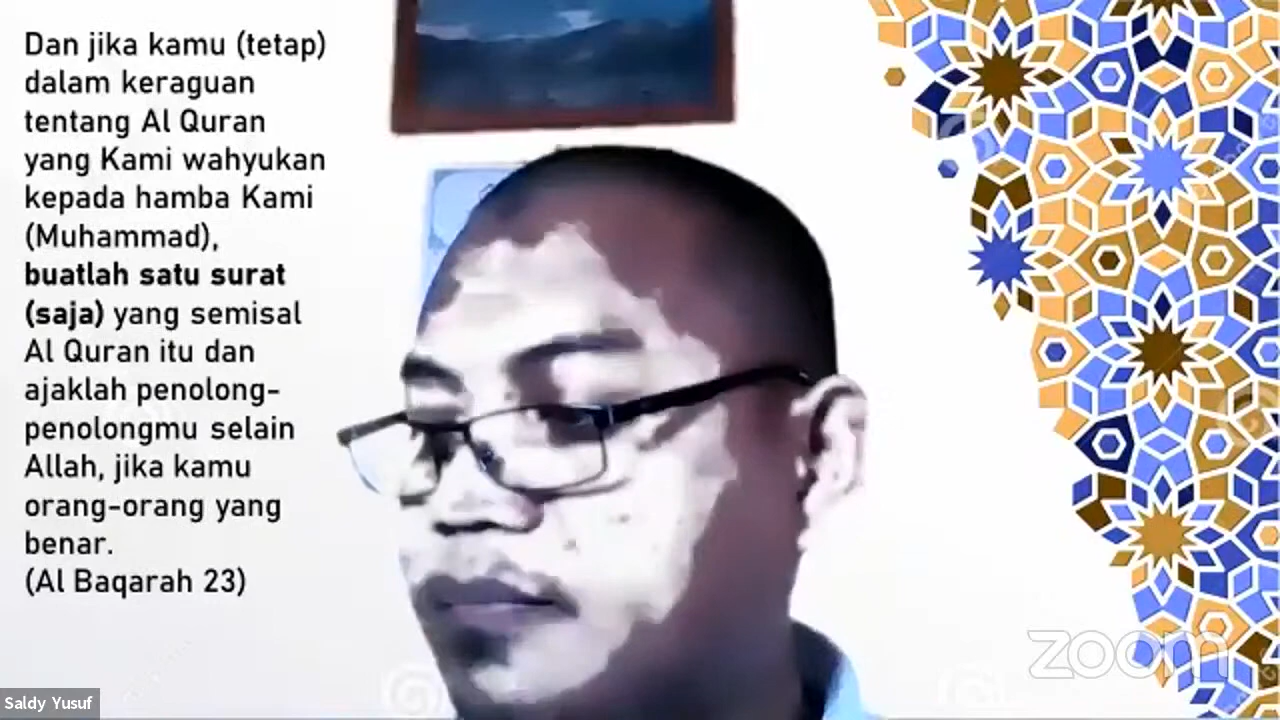 Dan jika kamu (tetap)
dalam keraguan
tentang Al Quran
yang Kami wahyukan
kepada hamba Kami
(Muhammad),
buatlah satu surat
(saja) yang semisal
Al Quran itu dan
ajaklah penolong-
penolongmu selain
Allah, jika kamu
orang-orang yang
benar.
(Al Baqarah 23)
zoom
Saldy Yusuf